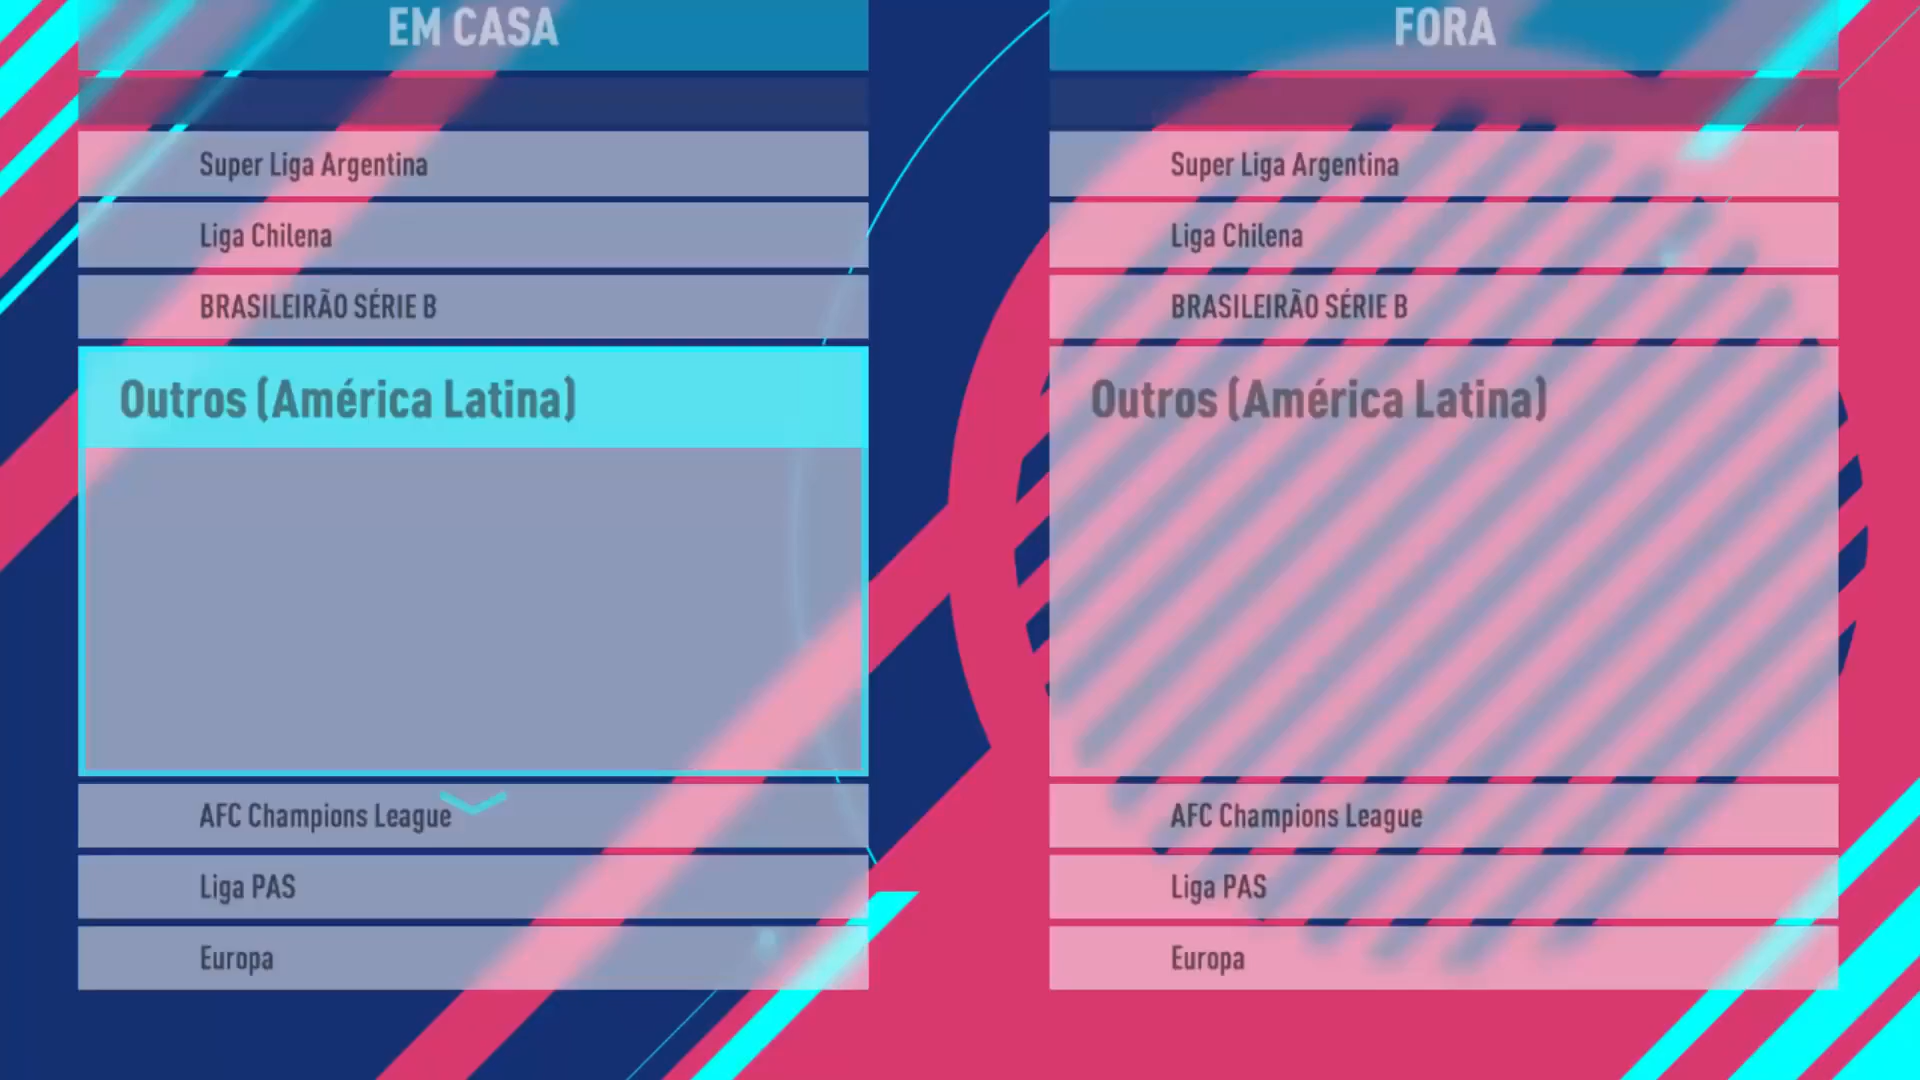 EM CASA
Super Liga Argentina
Liga Chilena
BRASILEIRÃO SÉRIE B
Outros (América Latina)
AFC Champions League
Liga PAS
Europa
FORA
Super Liga Argentina
Liga Chilena
BRASILEIRÃO SÉRIE B
Outros (América Latina)
AFC Champions League
Liga PAS
Europa